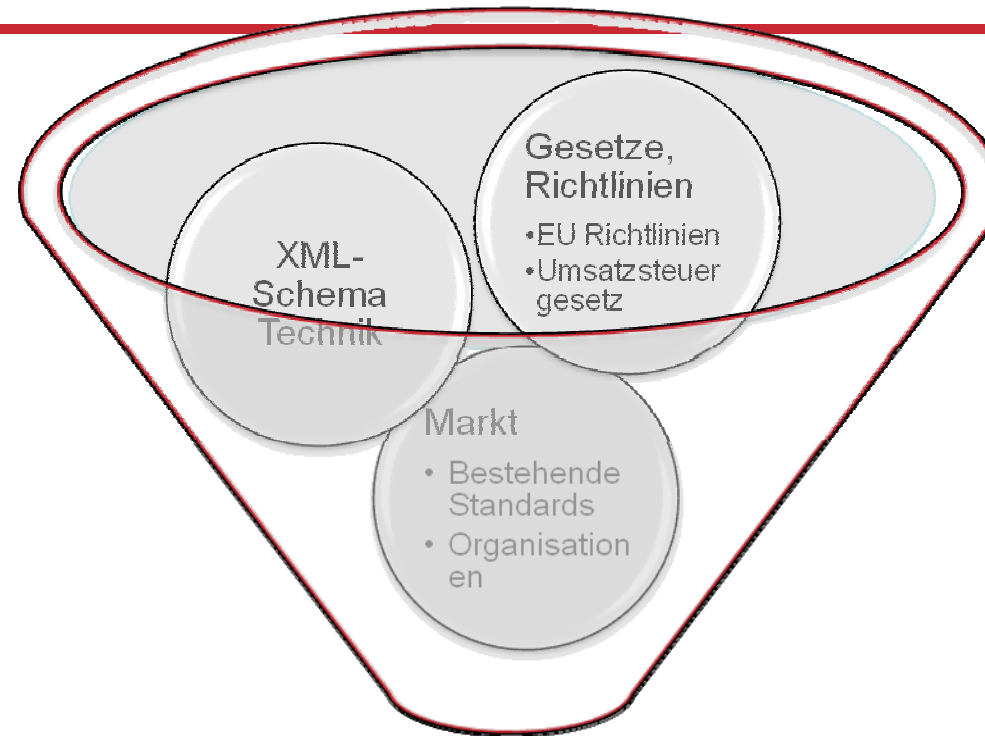 XML-
Schema
Technik
Gesetze,
Richtlinien
•EU Richtlinien
•Umsatzsteuer
gesetz
Markt
• Bestehende
Standards
• Organisation
en